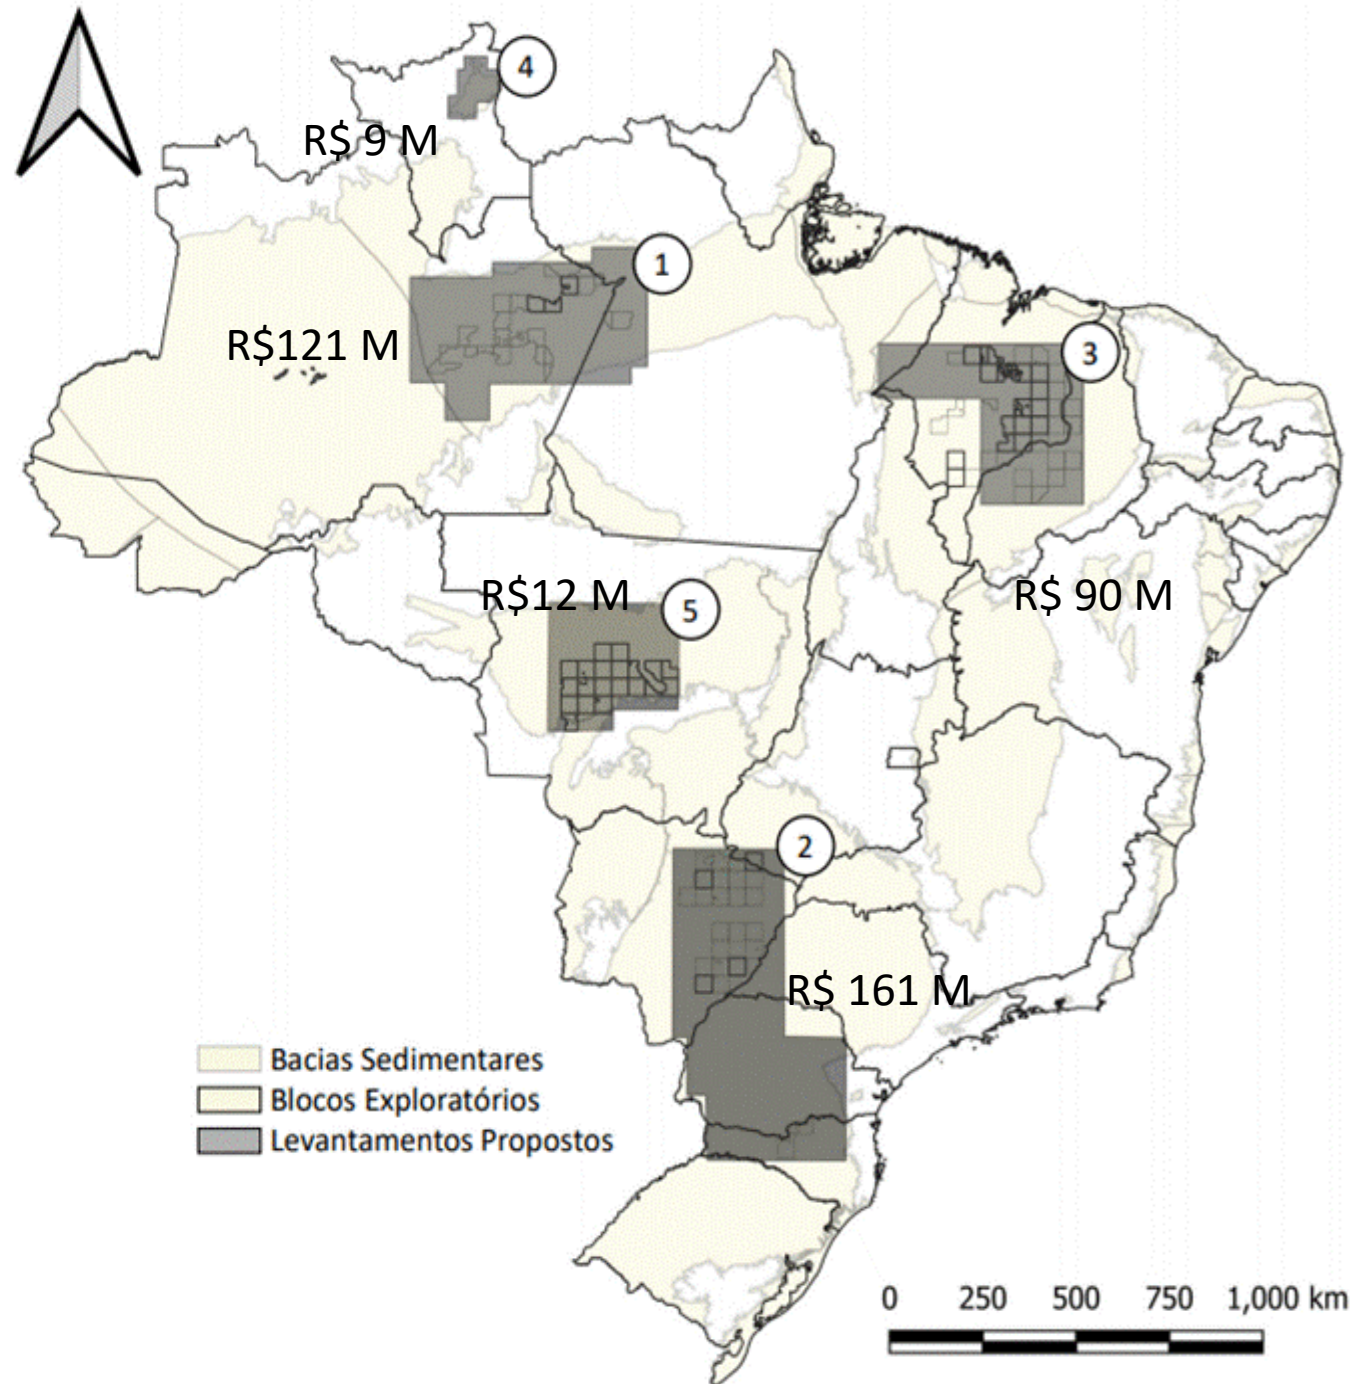 4
R$ 9 M
1
R$121 M
3
R$12 M
5
R$ 90 M
2
R$ 161 M
Bacias Sedimentares
Blocos Exploratórios
Levantamentos Propostos
0 250 500 750 1,000 km